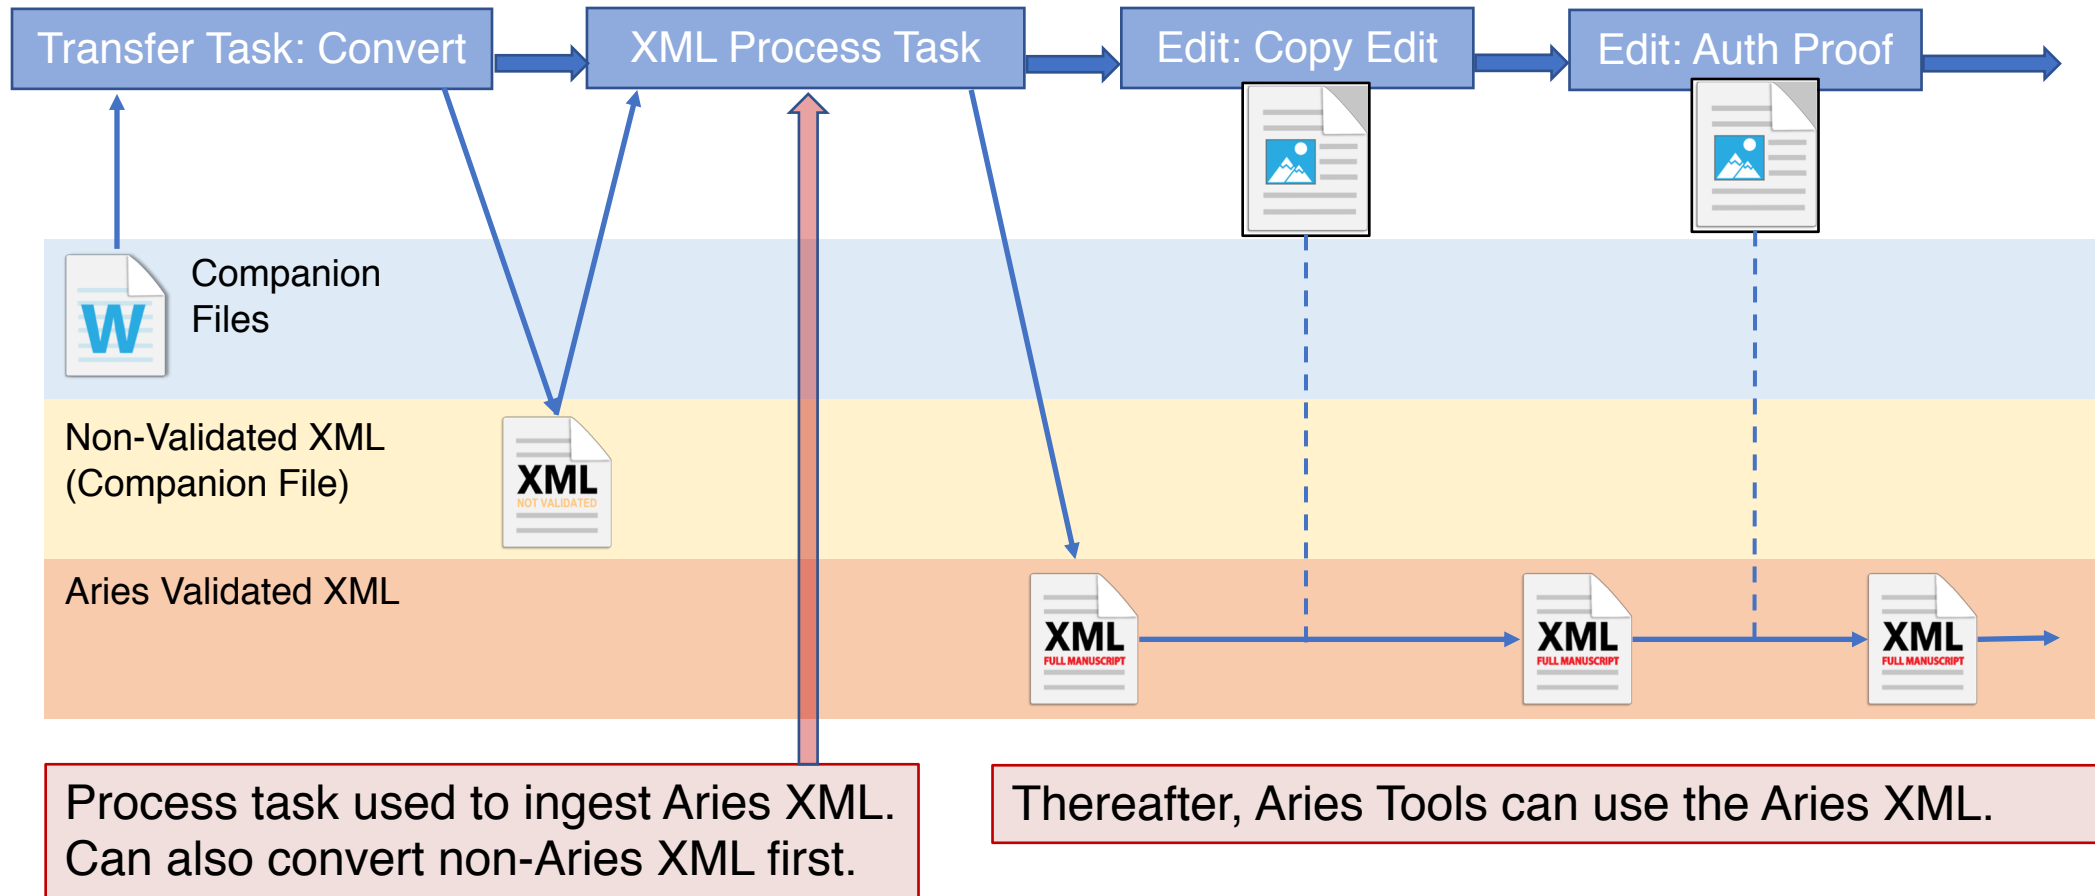 Transfer Task: Convert
XML Process Task
Edit: Copy Edit
Edit: Auth Proof
W
Companion
Files
Non-Validated XML
(Companion File)
XML
NOT VALIDATED
Aries Validated XML
XML
FULL MANUSCRIPT
XML
FULL MANUSCRIPT
XML
FULL MANUSCRIPT
Process task used to ingest Aries XML.
Can also convert non-Aries XML first.
Thereafter, Aries Tools can use the Aries XML.